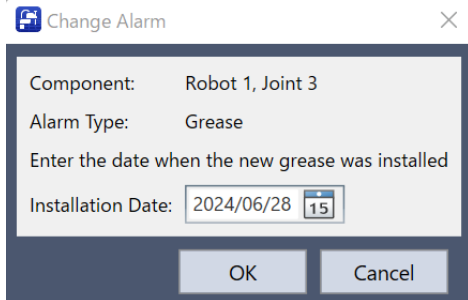 Change Alarm
Component: Robot 1, Joint 3
Alarm Type: Grease
Enter the date when the new grease was installed
Installation Date: 2024/06/28 15
OK Cancel